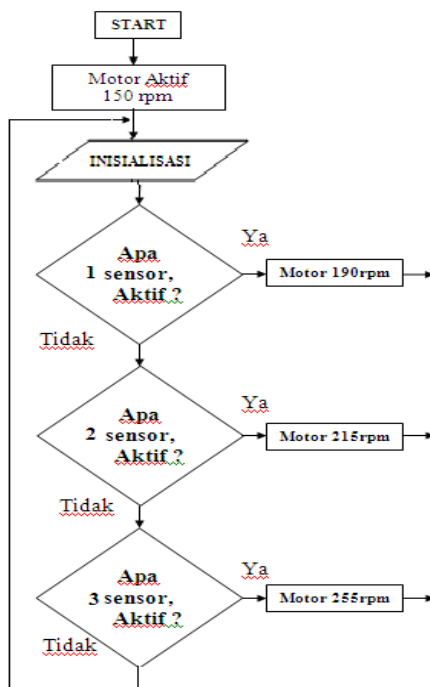 START
Motor Aktif
150 rpm
INISIALISASI
Apa
1 sensor,
Aktif ?
Ya
Motor 190rpm
Tidak
Apa
2 sensor,
Aktif ?
Ya
Motor 215rpm
Tidak
Apa
3 sensor,
Aktif ?
Ya
Motor 255rpm
Tidak